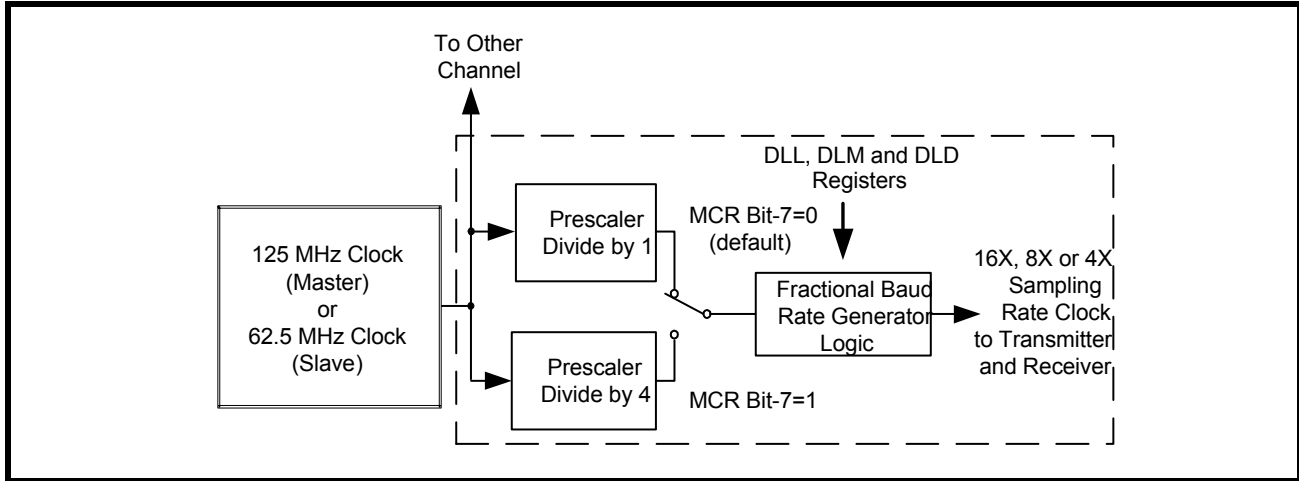 To Other
Channel
DLL, DLM and DLD
Registers
125 MHz Clock
(Master)
or
62.5 MHz Clock
(Slave)
Prescaler
Divide by 1
MCR Bit-7=0
(default)
Fractional Baud
Rate Generator
Logic
16X, 8X or 4X
Sampling
Rate Clock
to Transmitter
and Receiver
Prescaler
Divide by 4
MCR Bit-7=1